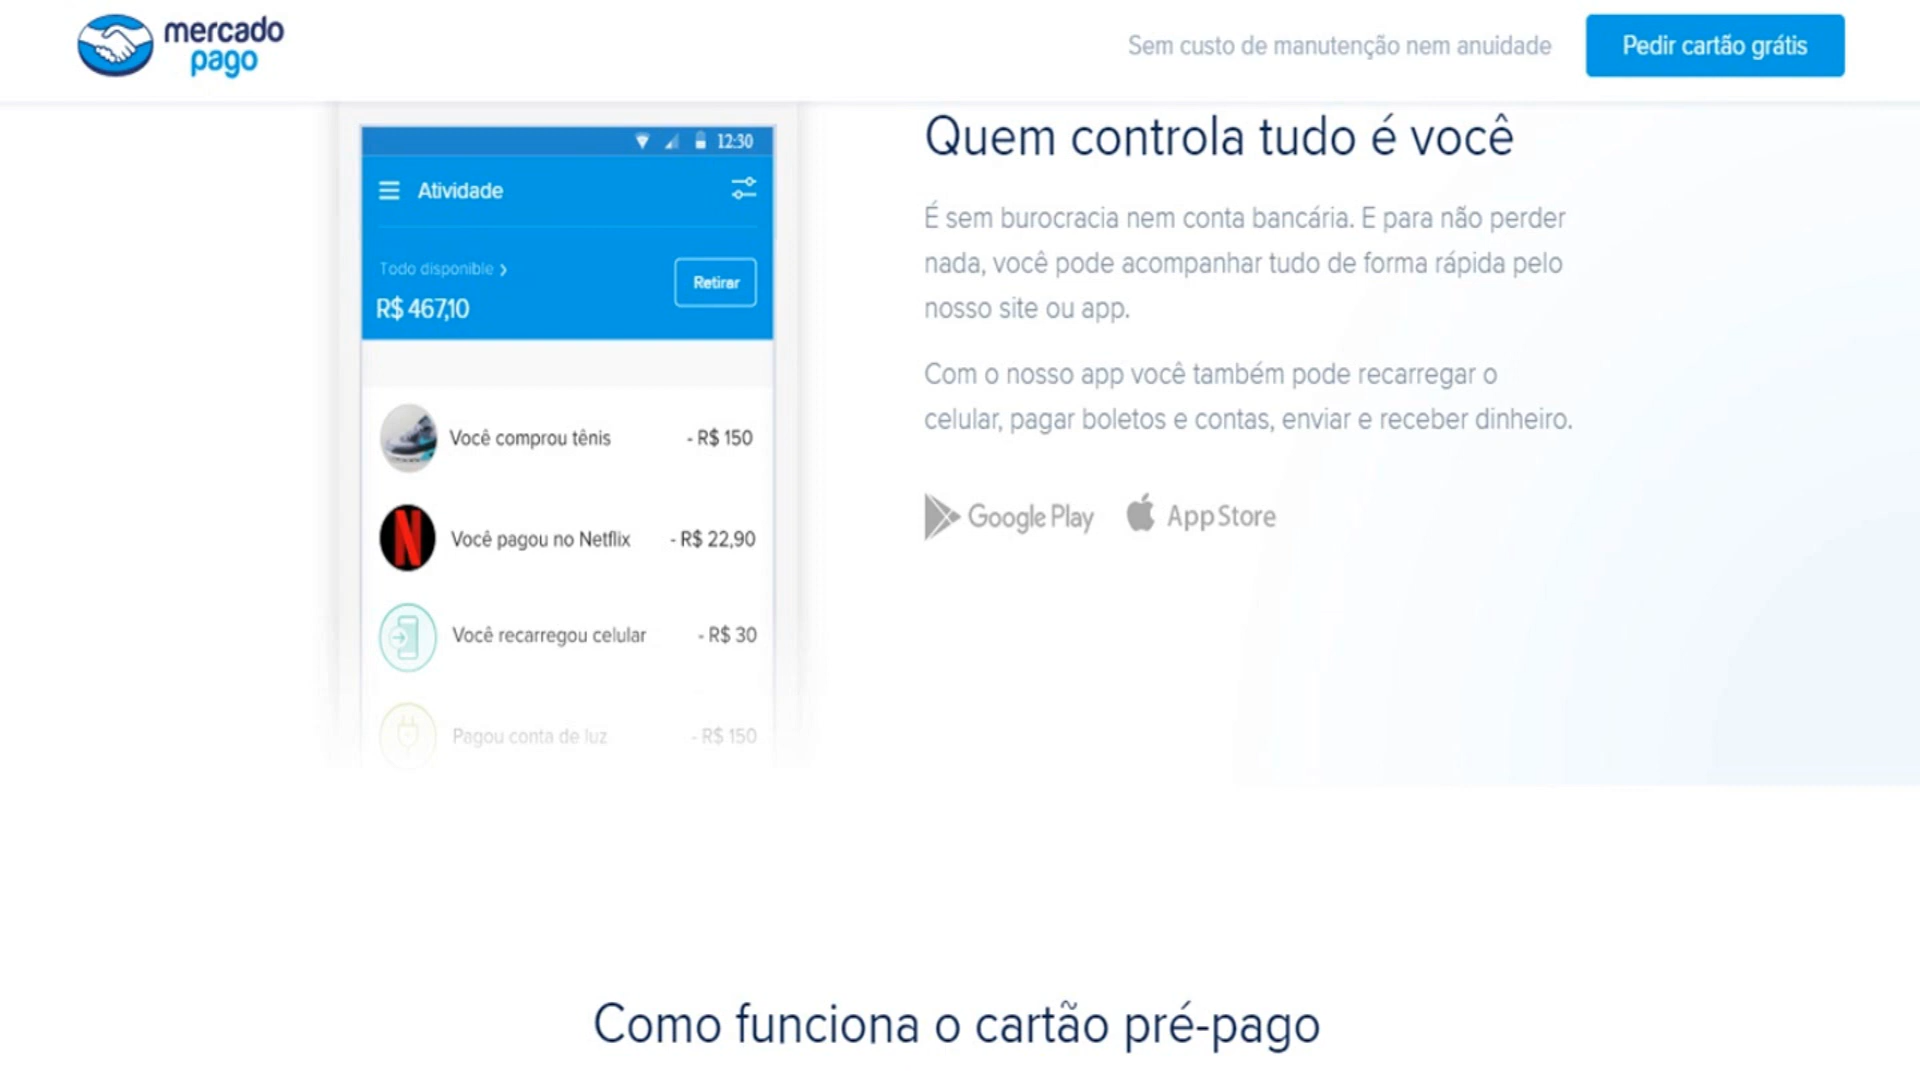 mercado
pago
Sem custo de manutenção nem anuidade
Pedir cartão grátis
12:30
Atividade
Todo disponible
R$ 467,10
Retirar
Você comprou tênis - R$ 150
Você pagou no Netflix - R$ 22,90
Você recarregou celular - R$ 30
Pagou conta de luz - R$ 150
Quem controla tudo é você
É sem burocracia nem conta bancária. E para não perder
nada, você pode acompanhar tudo de forma rápida pelo
nosso site ou app.
Com o nosso app você também pode recarregar o
celular, pagar boletos e contas, enviar e receber dinheiro.
Google Play
App Store
Como funciona o cartão pré-pago